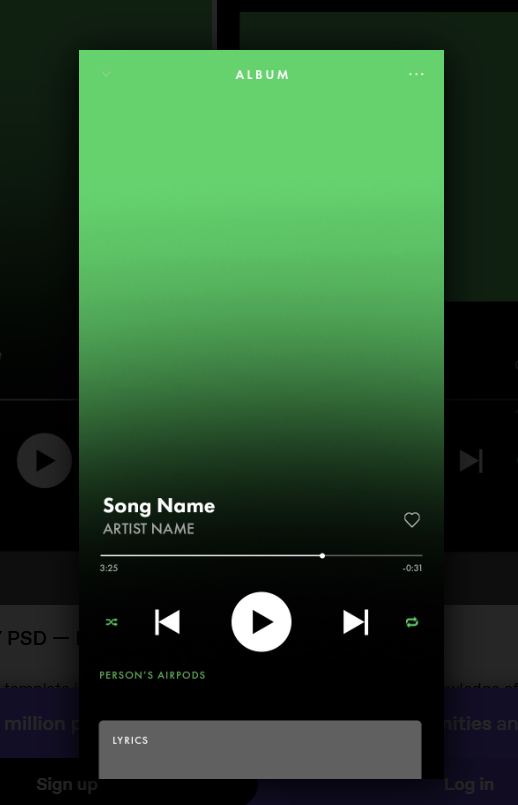 ALBUM
Song Name
ARTIST NAME
3:25 -0:31
PERSON'S AIRPODS
PSD —
million
nities an
LYRICS
Sign up
Log in